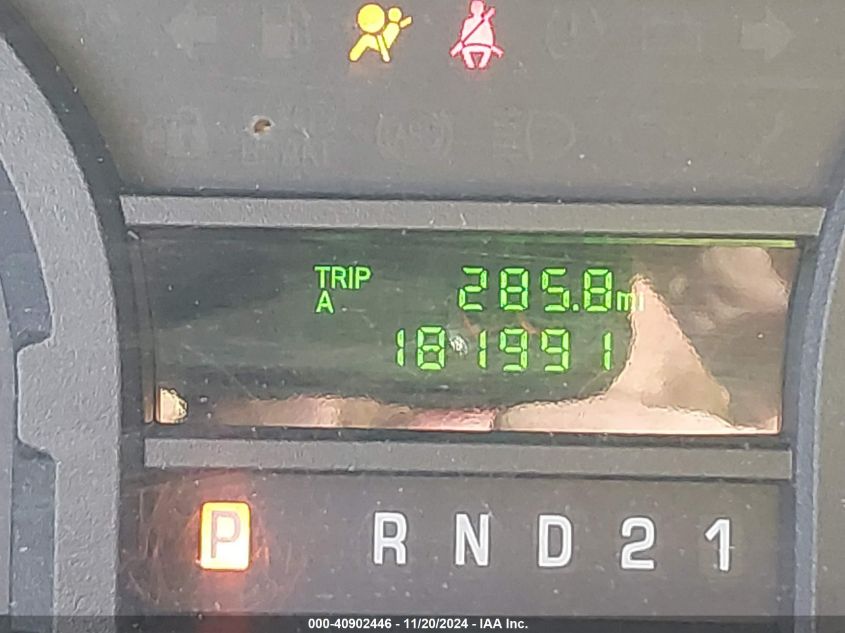 TRIP 285.8mi
A
181991
P R N D 2 1
000-40902446 - 11/20/2024 - IAA Inc.